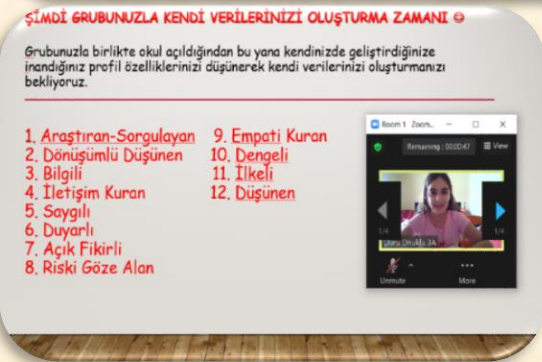 ŞİMDİ GRUBUNUZLA KENDİ VERİLERİNİZİ OLUŞTURMA ZAMANI ☺
Grubunuzla birlikte okul açıldığından bu yana kendinizde geliştirdiğinize
inandığınız profil özelliklerinizi düşünerek kendi verilerinizi oluşturmanızı
bekliyoruz.
1. Araştıran-Sorgulayan
2. Dönüşümlü Düşünen
3. Bilgili
4. İletişim Kuran
5. Saygılı
6. Duyarlı
7. Açık Fikirli
8. Riski Göze Alan
9. Empati Kuran
10. Dengeli
11. İlkeli
12. Düşünen
Room 1 Zoom..
Remaining : 00:00:47 View
1/4 1/4
3A
Unmute More